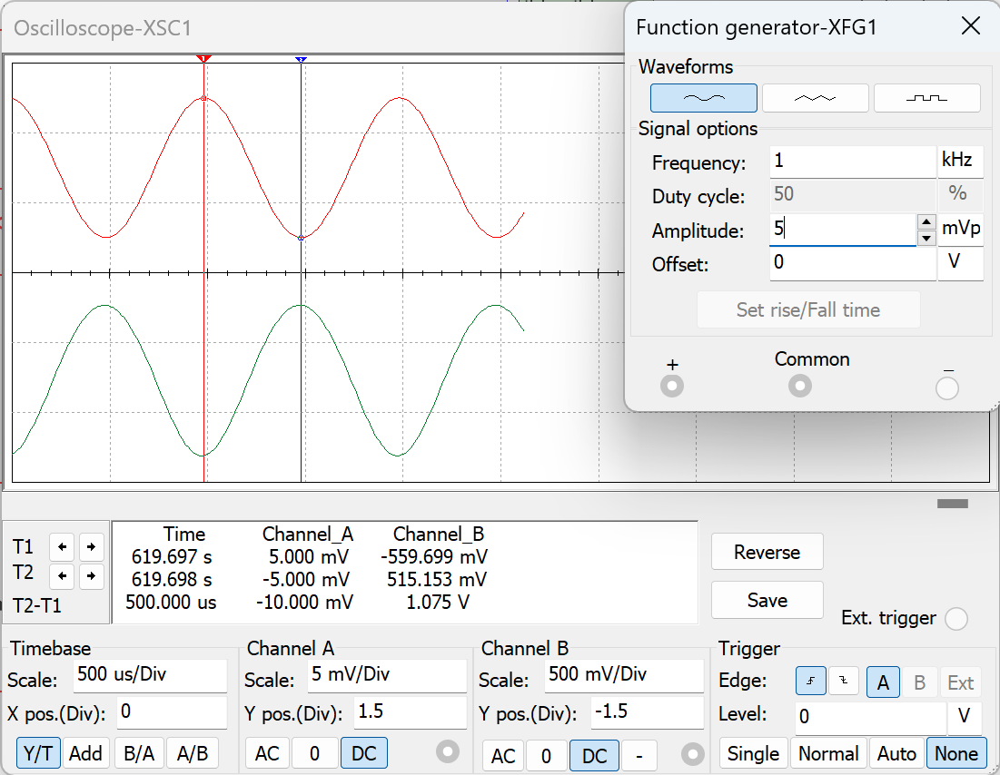 Oscilloscope-XSC1
Function generator-XFG1
Waveforms
Signal options
Frequency: 1 kHz
Duty cycle: 50 %
Amplitude: 5 mVp
Offset: 0 V
Set rise/Fall time
+ Common −
Time Channel_A Channel_B
T1 619.697 s 5.000 mV -559.699 mV
T2 619.698 s -5.000 mV 515.153 mV
T2-T1 500.000 us -10.000 mV 1.075 V
Reverse
Save
Ext. trigger
Timebase
Scale: 500 us/Div
X pos.(Div): 0
Y/T Add B/A A/B
Channel A
Scale: 5 mV/Div
Y pos.(Div): 1.5
AC 0 DC
Channel B
Scale: 500 mV/Div
Y pos.(Div): -1.5
AC 0 DC -
Trigger
Edge: A B Ext
Level: 0 V
Single Normal Auto None